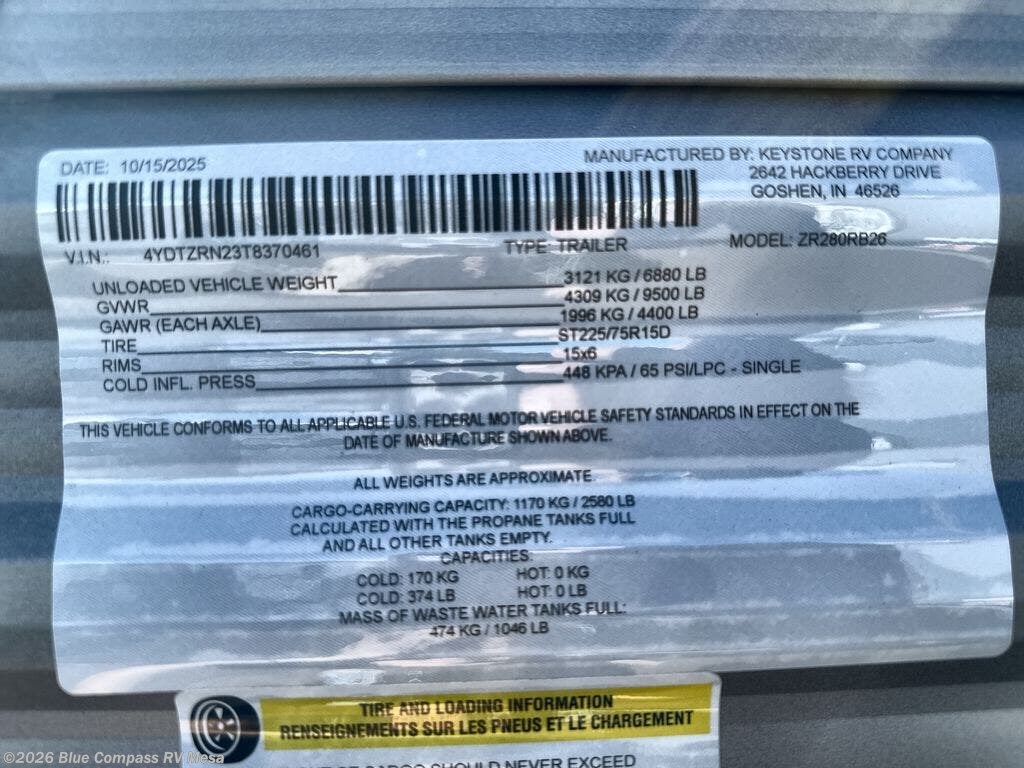 DATE: 10/15/2025
MANUFACTURED BY: KEYSTONE RV COMPANY
2642 HACKBERRY DRIVE
GOSHEN, IN 46526
V.I.N.: 4YDTZRN23T8370461 TYPE: TRAILER MODEL: ZR280RB26
UNLOADED VEHICLE WEIGHT 3121 KG / 6880 LB
GVWR 4309 KG / 9500 LB
GAWR (EACH AXLE) 1996 KG / 4400 LB
TIRE ST225/75R15D
RIMS 15x6
COLD INFL. PRESS 448 KPA / 65 PSI/LPC - SINGLE
THIS VEHICLE CONFORMS TO ALL APPLICABLE U.S. FEDERAL MOTOR VEHICLE SAFETY STANDARDS IN EFFECT ON THE
DATE OF MANUFACTURE SHOWN ABOVE.
ALL WEIGHTS ARE APPROXIMATE.
CARGO-CARRYING CAPACITY: 1170 KG / 2580 LB
CALCULATED WITH THE PROPANE TANKS FULL
AND ALL OTHER TANKS EMPTY.
CAPACITIES:
COLD: 170 KG HOT: 0 KG
COLD: 374 LB HOT: 0 LB
MASS OF WASTE WATER TANKS FULL:
474 KG / 1046 LB
TIRE AND LOADING INFORMATION
RENSEIGNEMENTS SUR LES PNEUS ET LE CHARGEMENT
CARGO SHOULD NEVER EXCEED
©2026 Blue Compass RV Mesa